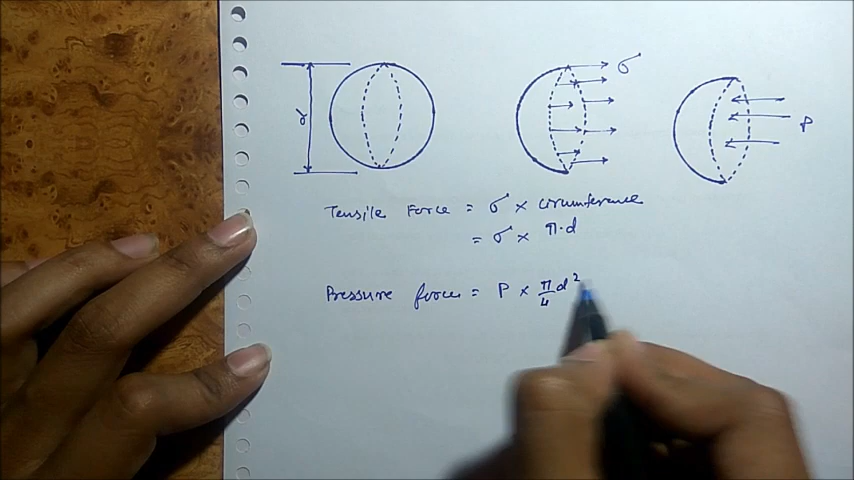 d
σ
P
Tensile Force = σ × circumference
= σ × π·d
Pressure force = P × π/4 d²